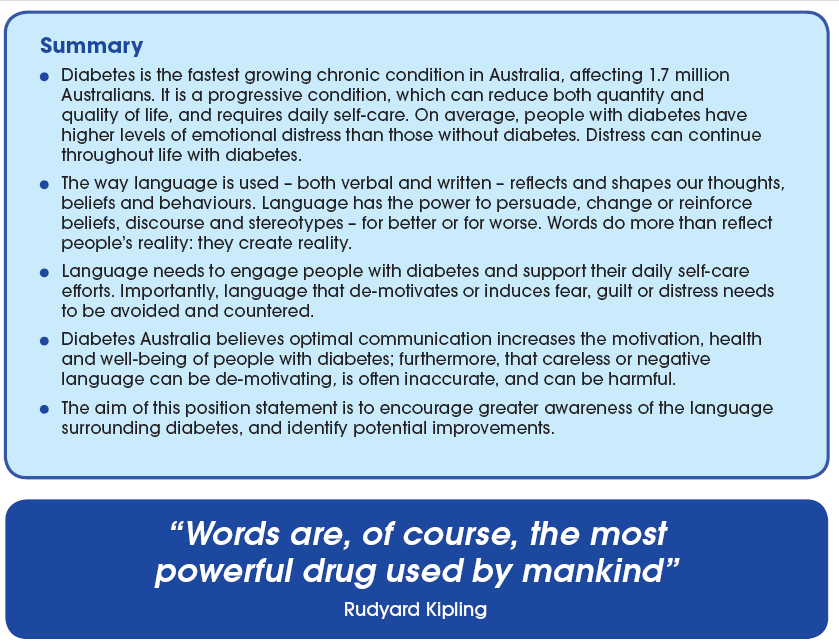 Summary
• Diabetes is the fastest growing chronic condition in Australia, affecting 1.7 million
Australians. It is a progressive condition, which can reduce both quantity and
quality of life, and requires daily self-care. On average, people with diabetes have
higher levels of emotional distress than those without diabetes. Distress can continue
throughout life with diabetes.
• The way language is used – both verbal and written – reflects and shapes our thoughts,
beliefs and behaviours. Language has the power to persuade, change or reinforce
beliefs, discourse and stereotypes – for better or for worse. Words do more than reflect
people's reality: they create reality.
• Language needs to engage people with diabetes and support their daily self-care
efforts. Importantly, language that de-motivates or induces fear, guilt or distress needs
to be avoided and countered.
• Diabetes Australia believes optimal communication increases the motivation, health
and well-being of people with diabetes; furthermore, that careless or negative
language can be de-motivating, is often inaccurate, and can be harmful.
• The aim of this position statement is to encourage greater awareness of the language
surrounding diabetes, and identify potential improvements.
“Words are, of course, the most
powerful drug used by mankind”
Rudyard Kipling